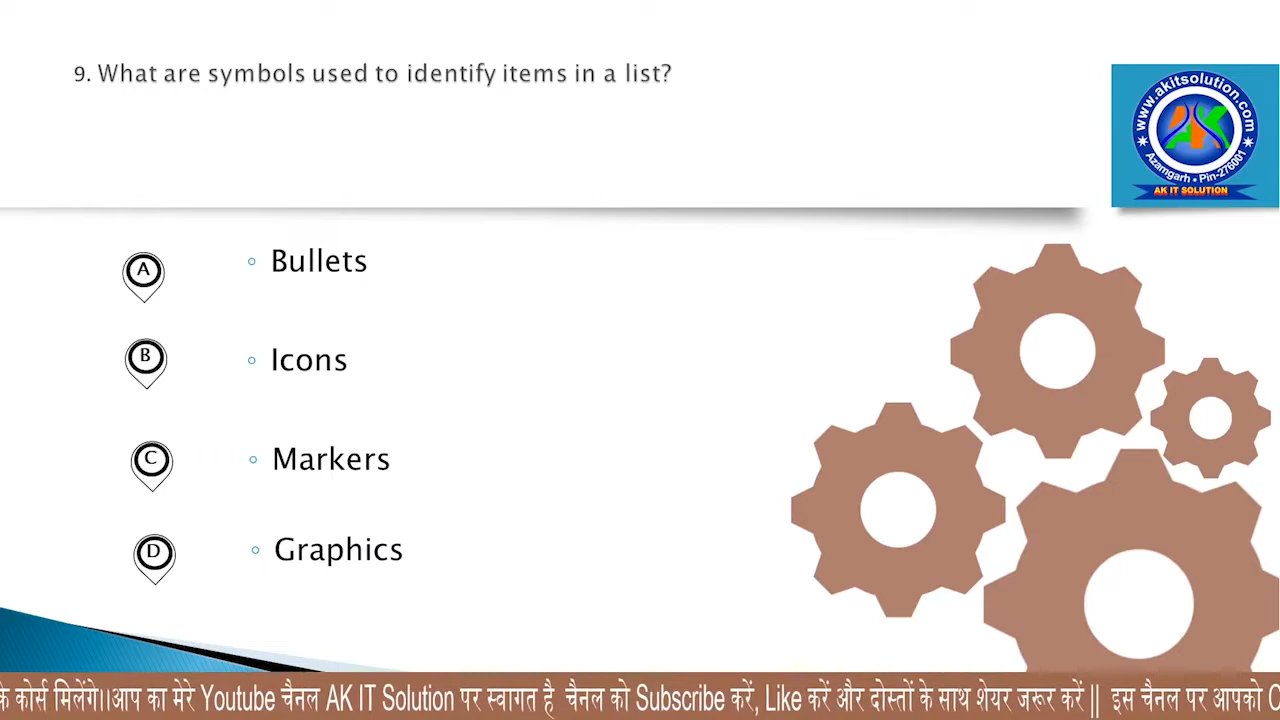 9. What are symbols used to identify items in a list?
www.akitsolution.com
AK
Azamgarh • Pin-276001
AK IT SOLUTION
A
Bullets
B
Icons
C
Markers
D
Graphics
के कोर्स मिलेंगे।।आप का मेरे Youtube चैनल AK IT Solution पर स्वागत है चैनल को Subscribe करें, Like करें और दोस्तों के साथ शेयर जरूर करें || इस चैनल पर आपको